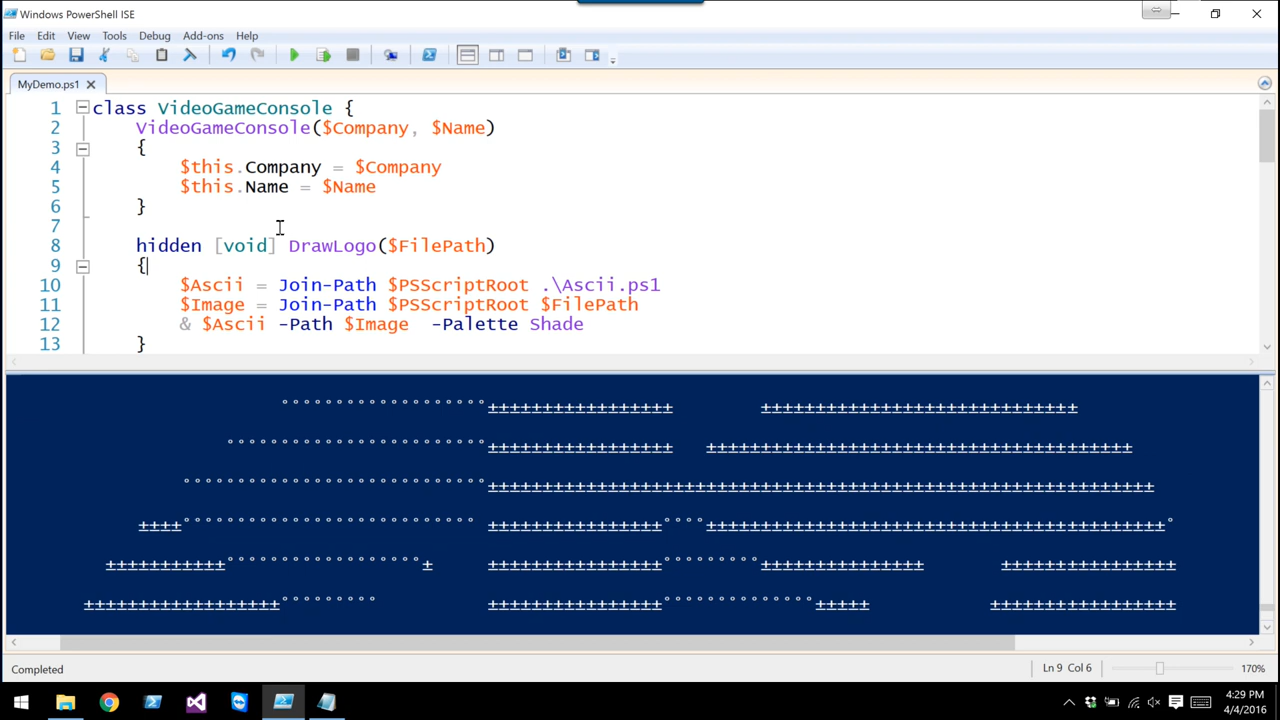 Windows PowerShell ISE
File Edit View Tools Debug Add-ons Help
MyDemo.ps1
1 class VideoGameConsole {
2 VideoGameConsole($Company, $Name)
3 {
4 $this.Company = $Company
5 $this.Name = $Name
6 }
7
8 hidden [void] DrawLogo($FilePath)
9 {
10 $Ascii = Join-Path $PSScriptRoot .\Ascii.ps1
11 $Image = Join-Path $PSScriptRoot $FilePath
12 & $Ascii -Path $Image -Palette Shade
13 }
Completed Ln 9 Col 6 170%
4:29 PM
4/4/2016